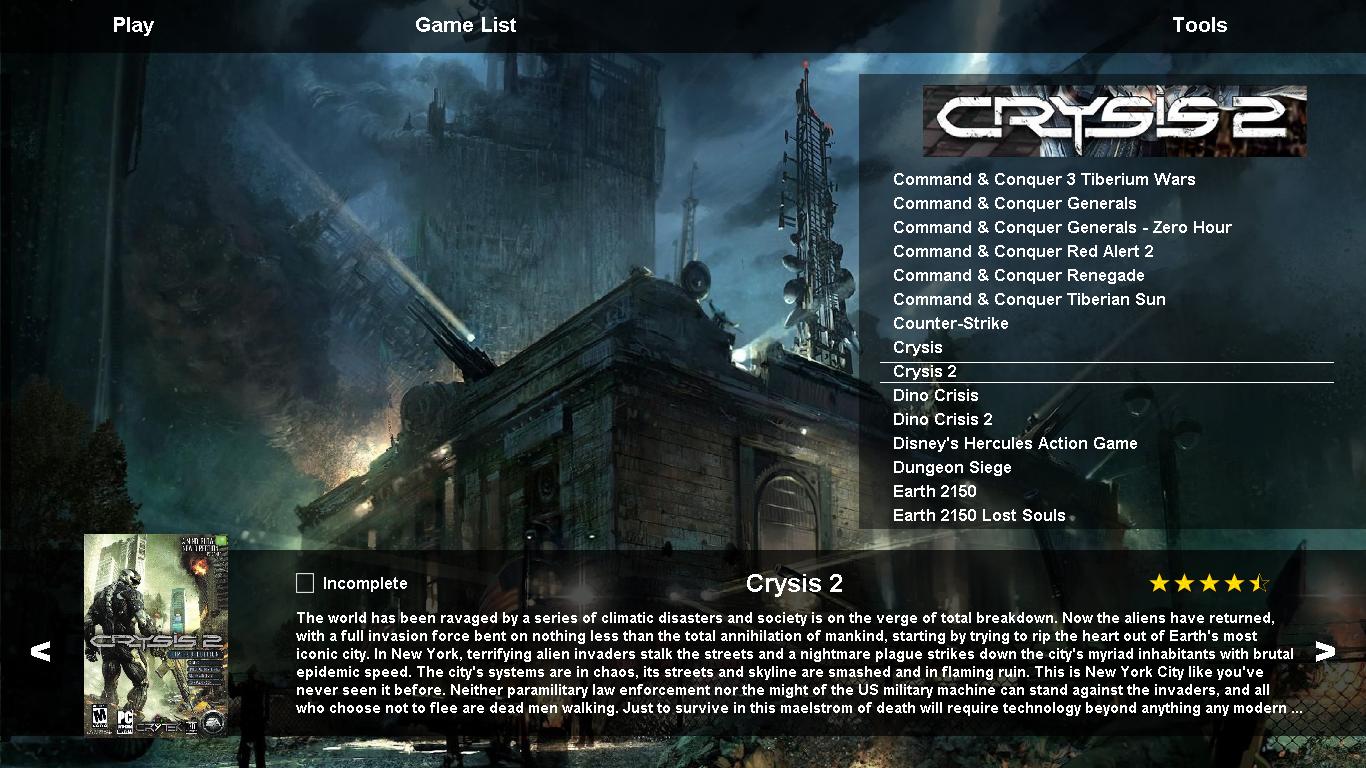 Play
Game List
Tools
CRYSIS 2
Command & Conquer 3 Tiberium Wars
Command & Conquer Generals
Command & Conquer Generals - Zero Hour
Command & Conquer Red Alert 2
Command & Conquer Renegade
Command & Conquer Tiberian Sun
Counter-Strike
Crysis
Crysis 2
Dino Crisis
Dino Crisis 2
Disney's Hercules Action Game
Dungeon Siege
Earth 2150
Earth 2150 Lost Souls
CRYSIS 2
PC
CRYTEK
<
Incomplete
Crysis 2
The world has been ravaged by a series of climatic disasters and society is on the verge of total breakdown. Now the aliens have returned,
with a full invasion force bent on nothing less than the total annihilation of mankind, starting by trying to rip the heart out of Earth's most
iconic city. In New York, terrifying alien invaders stalk the streets and a nightmare plague strikes down the city's myriad inhabitants with brutal
epidemic speed. The city's systems are in chaos, its streets and skyline are smashed and in flaming ruin. This is New York City like you've
never seen it before. Neither paramilitary law enforcement nor the might of the US military machine can stand against the invaders, and all
who choose not to flee are dead men walking. Just to survive in this maelstrom of death will require technology beyond anything any modern ...
>